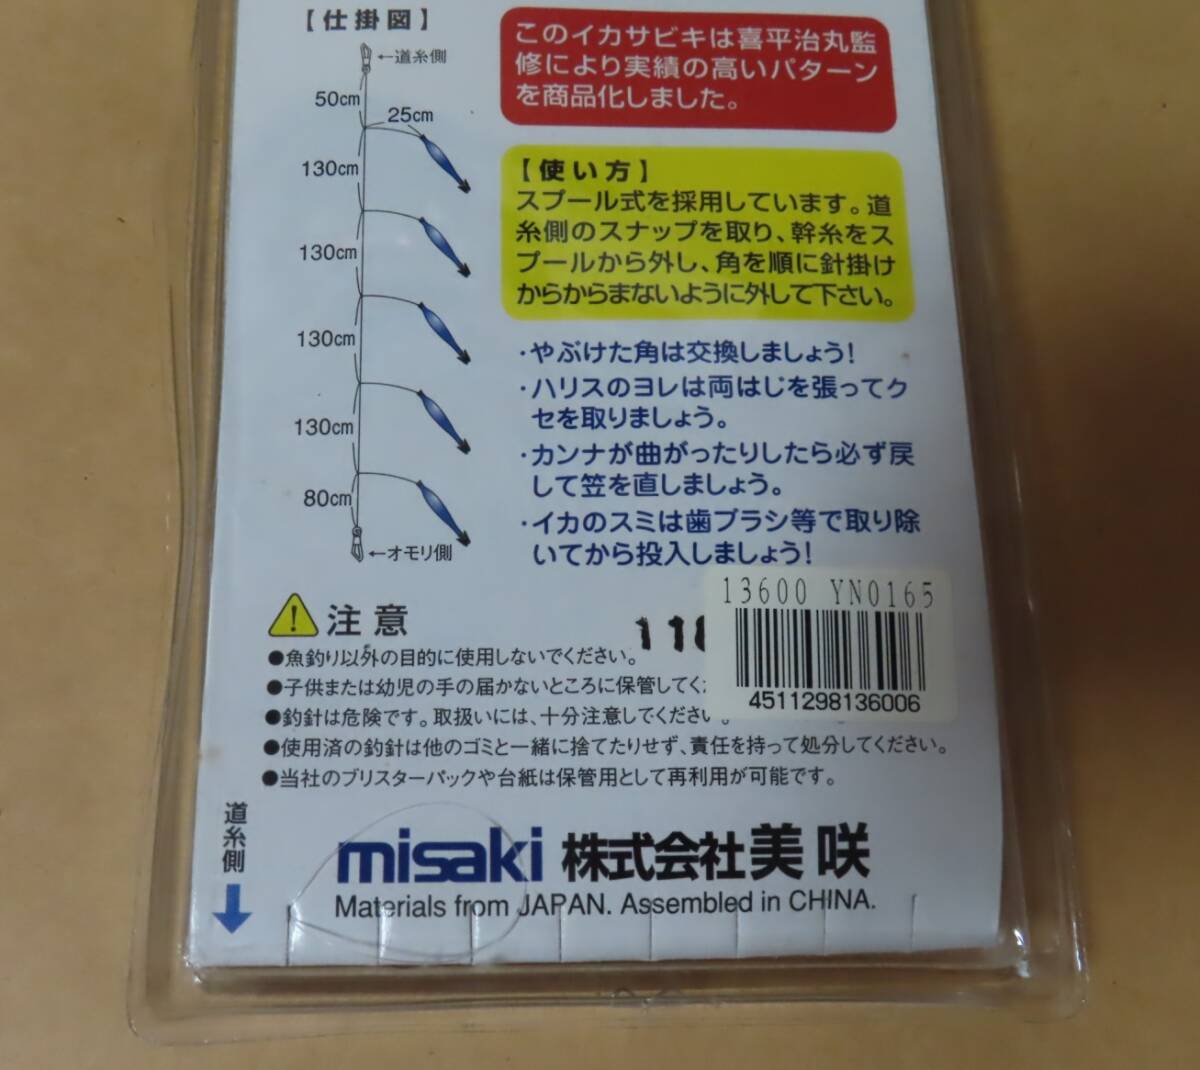 【仕掛図】
←道糸側
50cm
25cm
130cm
130cm
130cm
130cm
80cm
←オモリ側
このイカサビキは喜平治丸監
修により実績の高いパターン
を商品化しました。
【使い方】
スプール式を採用しています。道
糸側のスナップを取り、幹糸をス
プールから外し、角を順に針掛け
からからまないように外して下さい。
・やぶけた角は交換しましょう!
・ハリスのヨレは両はじを張ってク
セを取りましょう。
・カンナが曲がったりしたら必ず戻
して笠を直しましょう。
・イカのスミは歯ブラシ等で取り除
いてから投入しましょう!
13600 YN0165
4511298136006
注意
●魚釣り以外の目的に使用しないでください。
●子供または幼児の手の届かないところに保管してく
●釣針は危険です。取扱いには、十分注意してください。
●使用済の釣針は他のゴミと一緒に捨てたりせず、責任を持って処分してください。
●当社のブリスターパックや台紙は保管用として再利用が可能です。
道糸側
misaki 株式会社美咲
Materials from JAPAN. Assembled in CHINA.